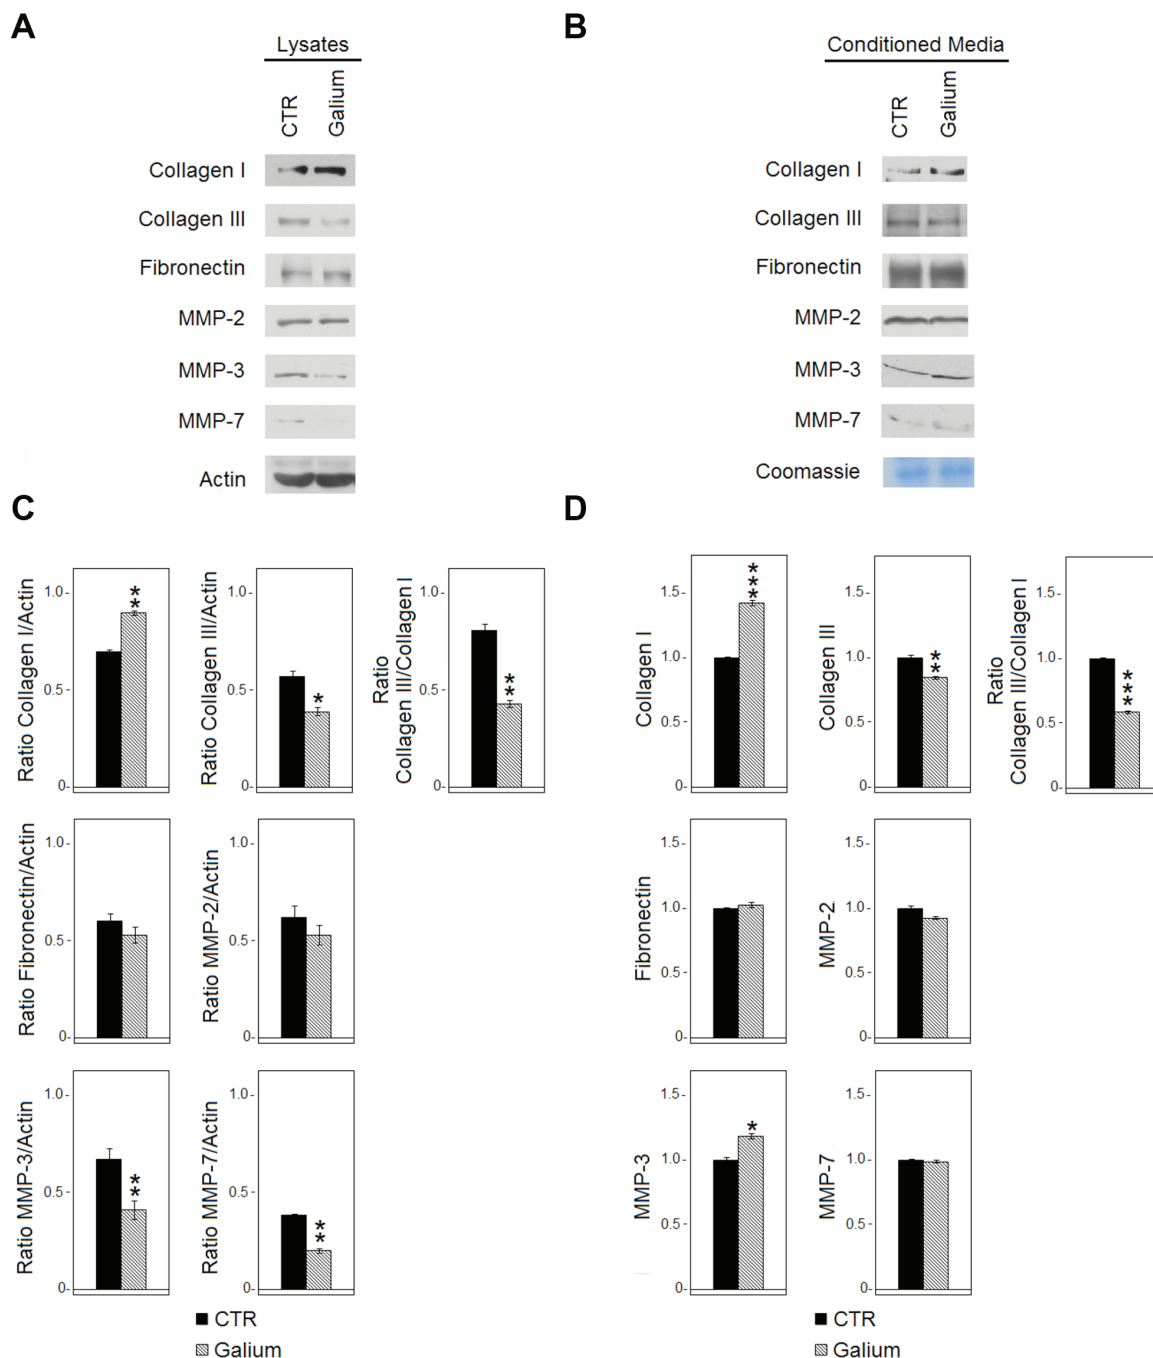 A
Lysates
CTR
Galium
Collagen I
Collagen III
Fibronectin
MMP-2
MMP-3
MMP-7
Actin
B
Conditioned Media
CTR
Galium
Collagen I
Collagen III
Fibronectin
MMP-2
MMP-3
MMP-7
Coomassie
C
Ratio Collagen I/Actin
1.0-
0.5-
0-
**
Ratio Collagen III/Actin
1.0-
0.5-
0-
*
Ratio
Collagen III/Collagen I
1.0-
0.5-
0-
**
Ratio Fibronectin/Actin
1.0-
0.5-
0-
Ratio MMP-2/Actin
1.0-
0.5-
0-
Ratio MMP-3/Actin
1.0-
0.5-
0-
**
Ratio MMP-7/Actin
1.0-
0.5-
0-
**
CTR
Galium
D
Collagen I
1.5-
1.0-
0.5-
0-
***
Collagen III
1.5-
1.0-
0.5-
0-
**
Ratio
Collagen III/Collagen I
1.5-
1.0-
0.5-
0-
***
Fibronectin
1.5-
1.0-
0.5-
0-
MMP-2
1.5-
1.0-
0.5-
0-
MMP-3
1.5-
1.0-
0.5-
0-
*
MMP-7
1.5-
1.0-
0.5-
0-
CTR
Galium